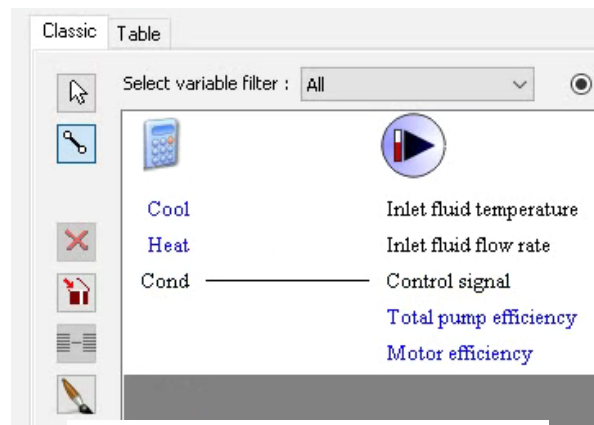 Classic Table
Select variable filter : All
Cool Inlet fluid temperature
Heat Inlet fluid flow rate
Cond Control signal
Total pump efficiency
Motor efficiency